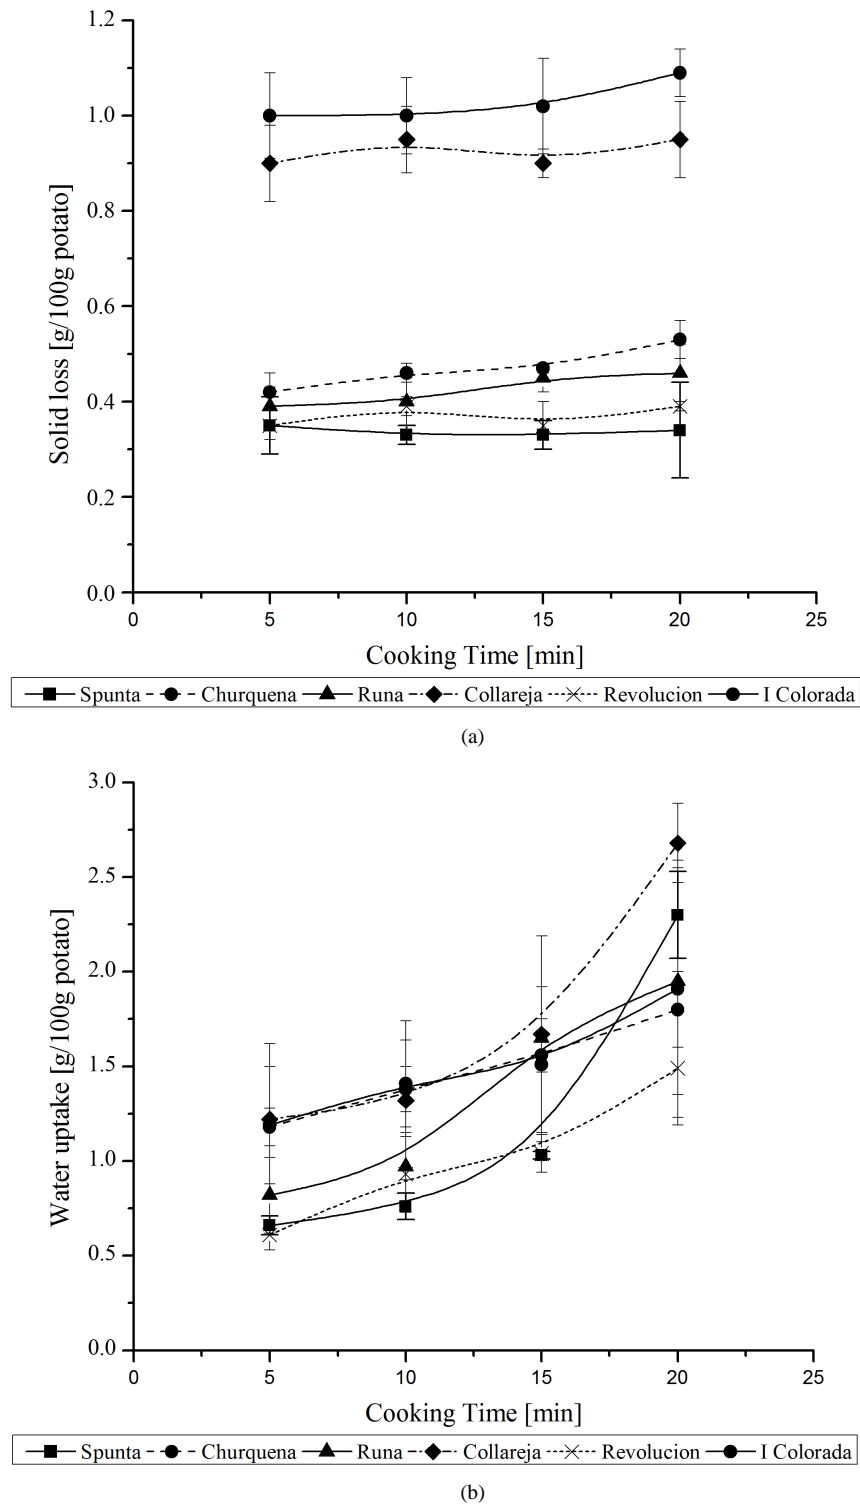 1.2
1.0
0.8
0.6
0.4
0.2
0.0
Solid loss [g/100g potato]
0 5 10 15 20 25
Cooking Time [min]
Spunta Churquena Runa Collareja Revolucion I Colorada
(a)
3.0
2.5
2.0
1.5
1.0
0.5
0.0
Water uptake [g/100g potato]
0 5 10 15 20 25
Cooking Time [min]
Spunta Churquena Runa Collareja Revolucion I Colorada
(b)